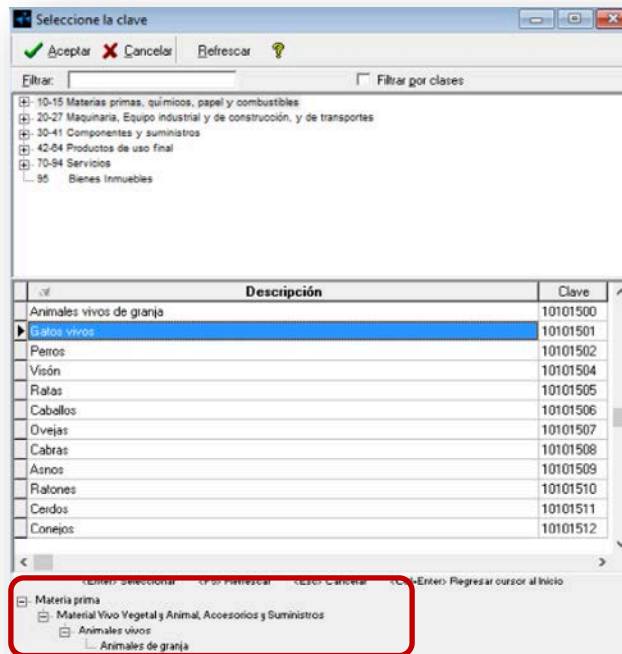 Seleccione la clave
Aceptar Cancelar Refrescar ?
Filtrar: Filtrar por clases
10-15 Materias primas, químicos, papel y combustibles
20-27 Maquinaria, Equipo industrial y de construcción, y de transportes
30-41 Componentes y suministros
42-64 Productos de uso final
70-94 Servicios
95 Bienes Inmuebles
Descripción Clave
Animales vivos de granja 10101500
Gatos vivos 10101501
Perros 10101502
Visón 10101504
Ratas 10101505
Caballos 10101506
Ovejas 10101507
Cabras 10101508
Asnos 10101509
Ratones 10101510
Cerdos 10101511
Conejos 10101512
<Enter> Seleccionar <F5> Refrescar <Esc> Cancelar <Ctrl+Enter> Regresar cursor al Inicio
Materia prima
Material Vivo Vegetal y Animal, Accesorios y Suministros
Animales vivos
Animales de granja